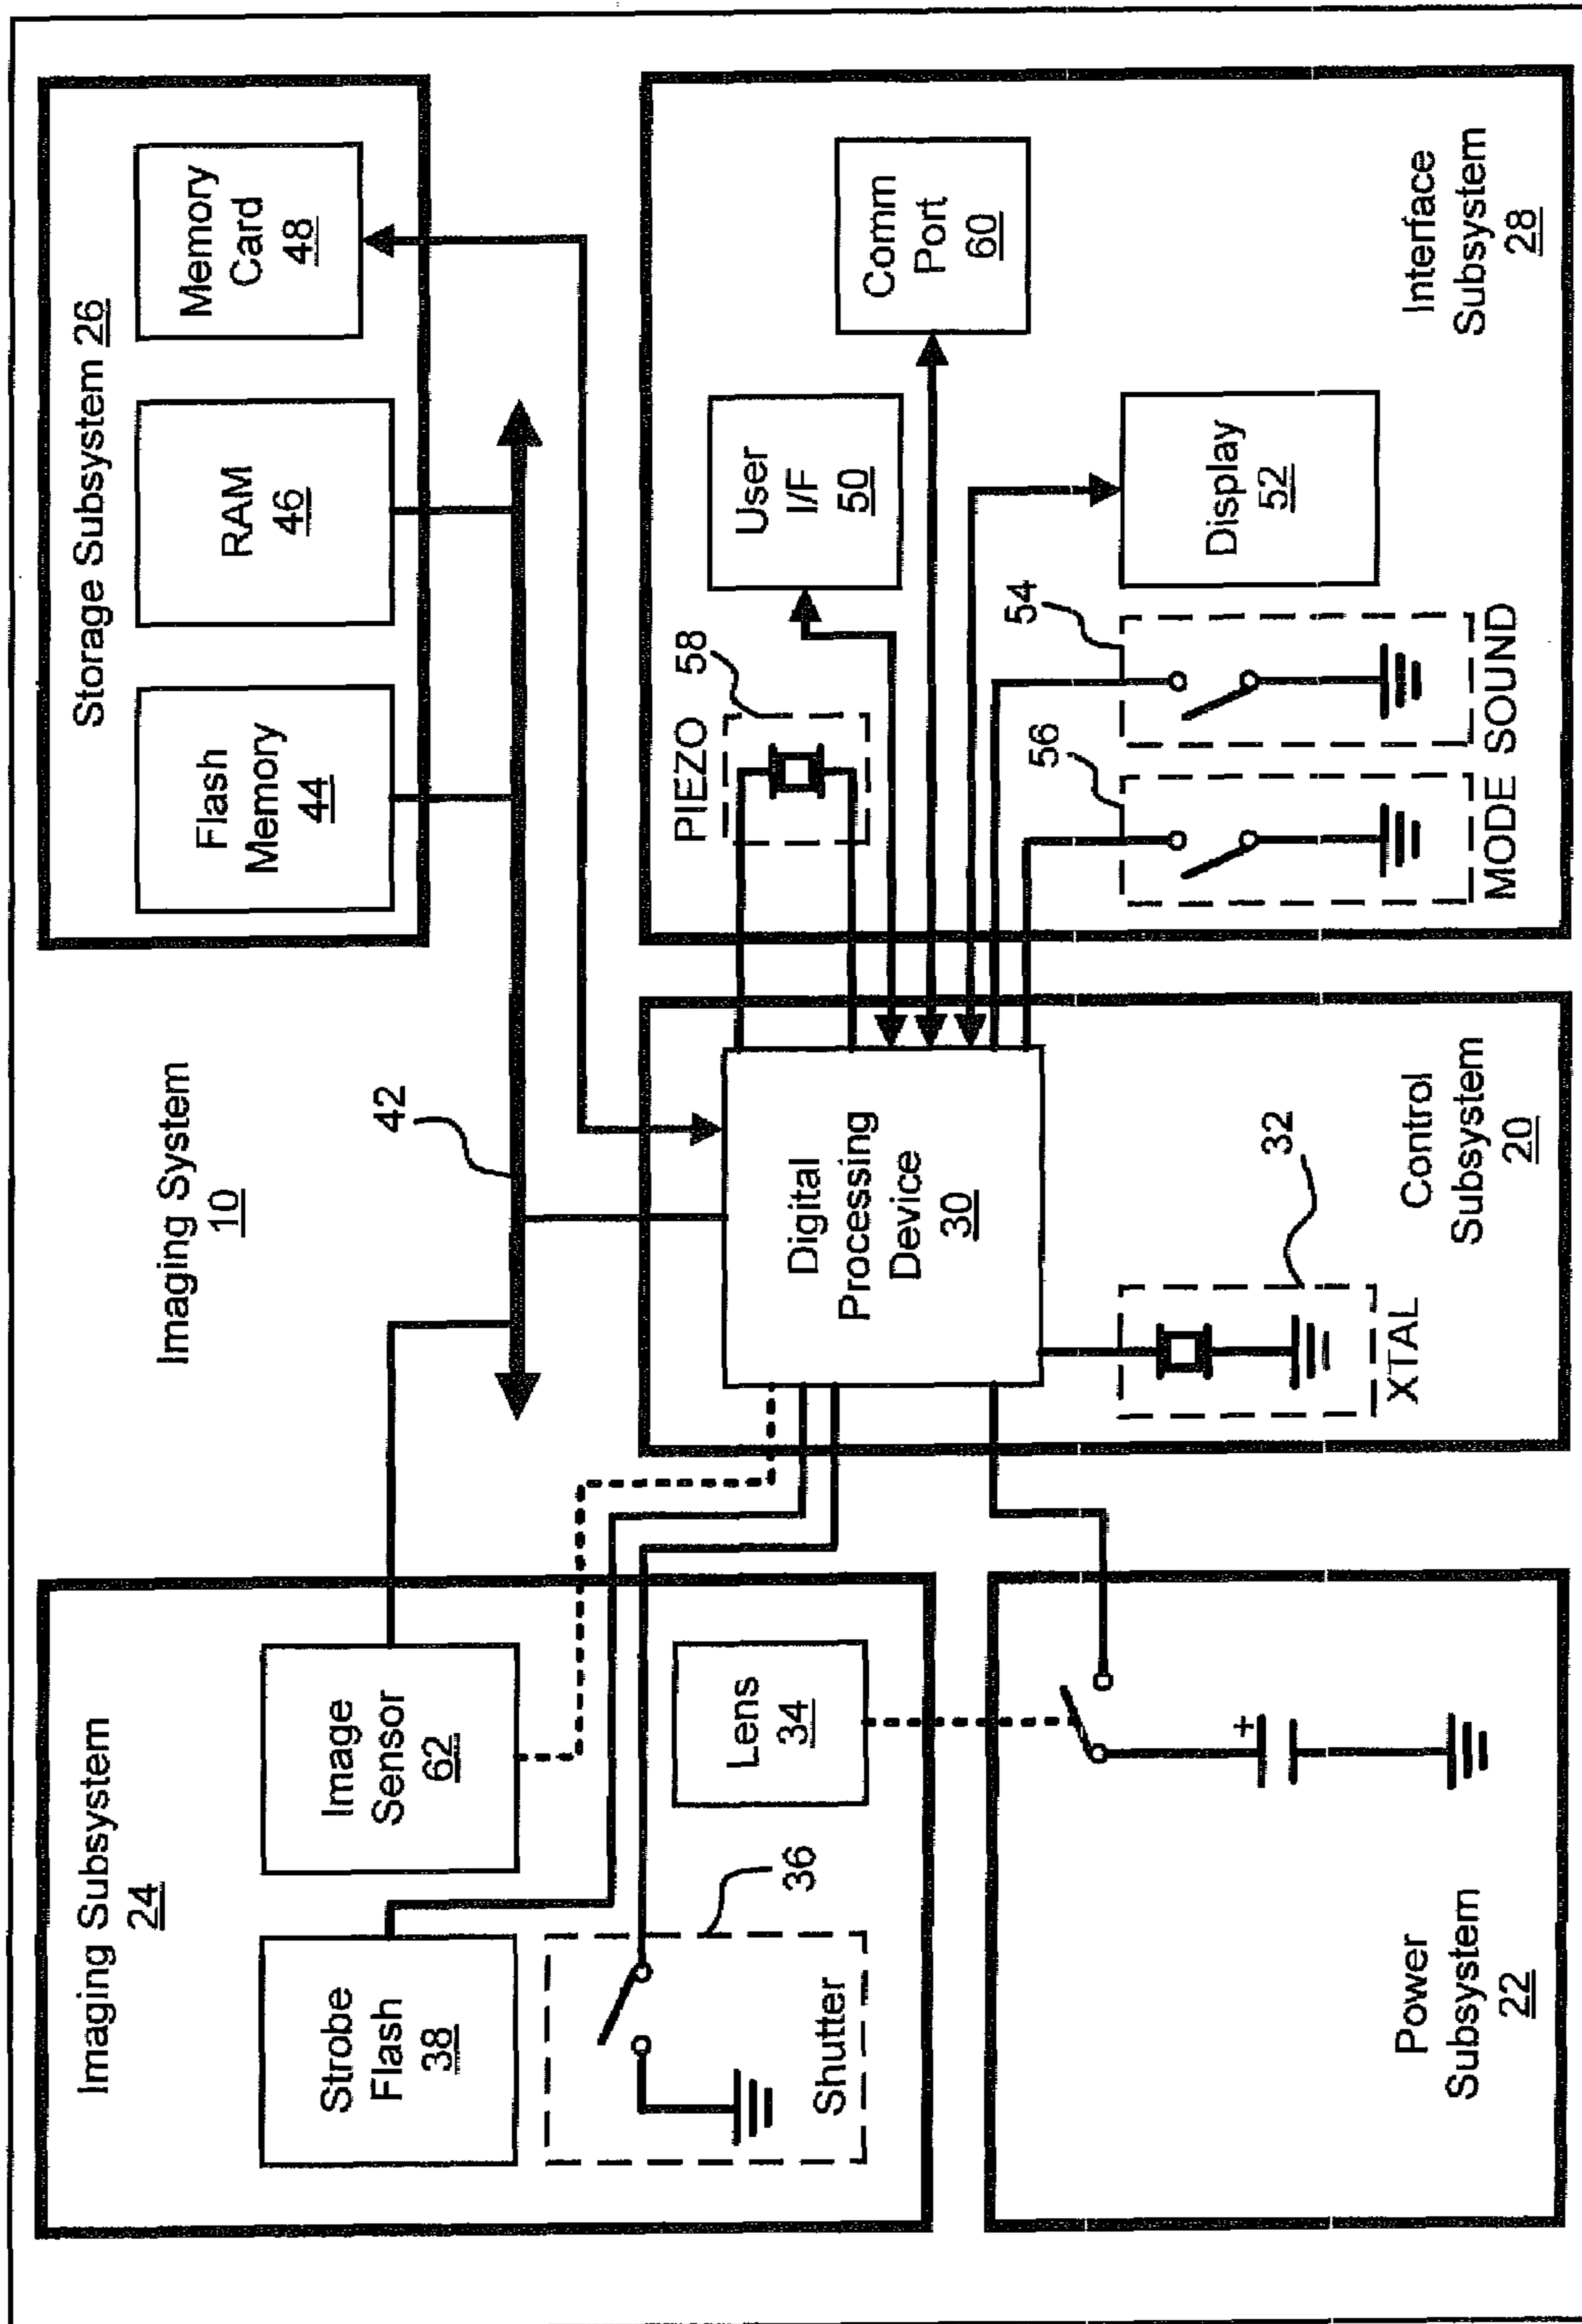 Imaging System
10
Imaging Subsystem
24
Strobe
Flash
38
Image
Sensor
62
Shutter
36
Lens
34
Power
Subsystem
22
42
Digital
Processing
Device
30
XTAL
32
Control
Subsystem
20
Storage Subsystem 26
Flash
Memory
44
RAM
46
Memory
Card
48
PIEZO
58
User
I/F
50
Comm
Port
60
Display
52
56
MODE
54
SOUND
Interface
Subsystem
28
+